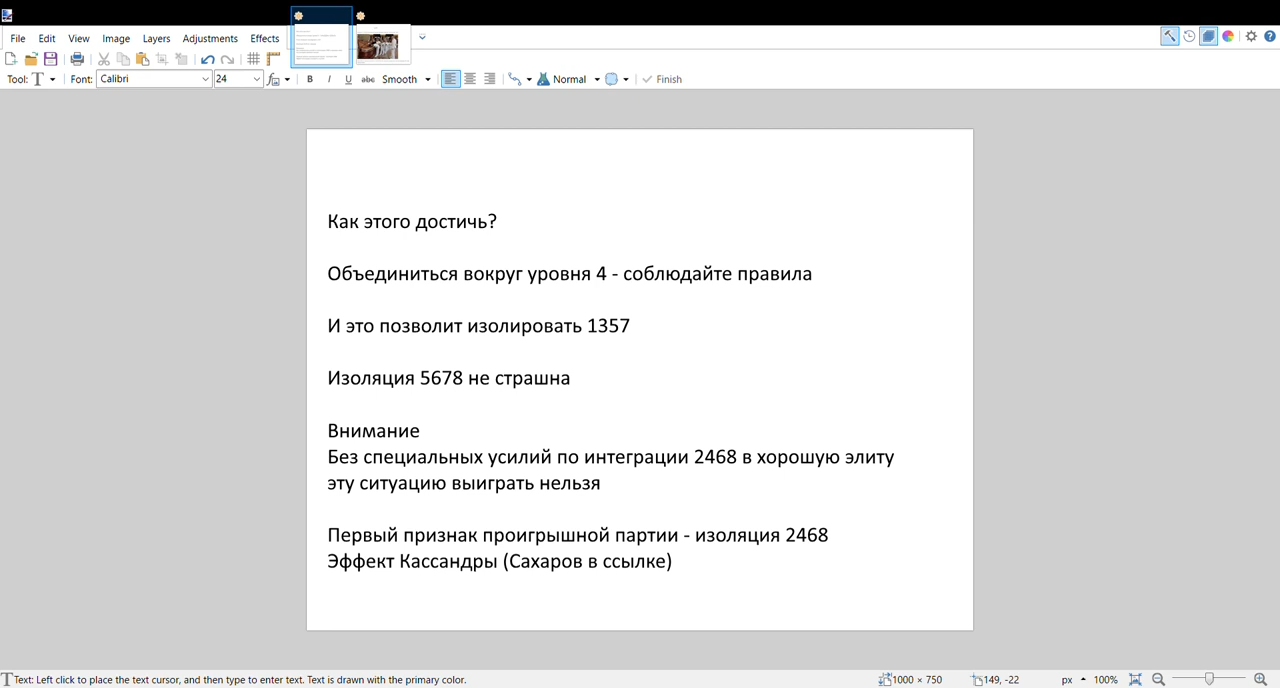 File Edit View Image Layers Adjustments Effects
Tool: T Font: Calibri 24 B I U abc Smooth Normal Finish
Как этого достичь?
Объединиться вокруг уровня 4 - соблюдайте правила
И это позволит изолировать 1357
Изоляция 5678 не страшна
Внимание
Без специальных усилий по интеграции 2468 в хорошую элиту
эту ситуацию выиграть нельзя
Первый признак проигрышной партии - изоляция 2468
Эффект Кассандры (Сахаров в ссылке)
Text: Left click to place the text cursor, and then type to enter text. Text is drawn with the primary color. 1000 × 750 149, -22 px 100%